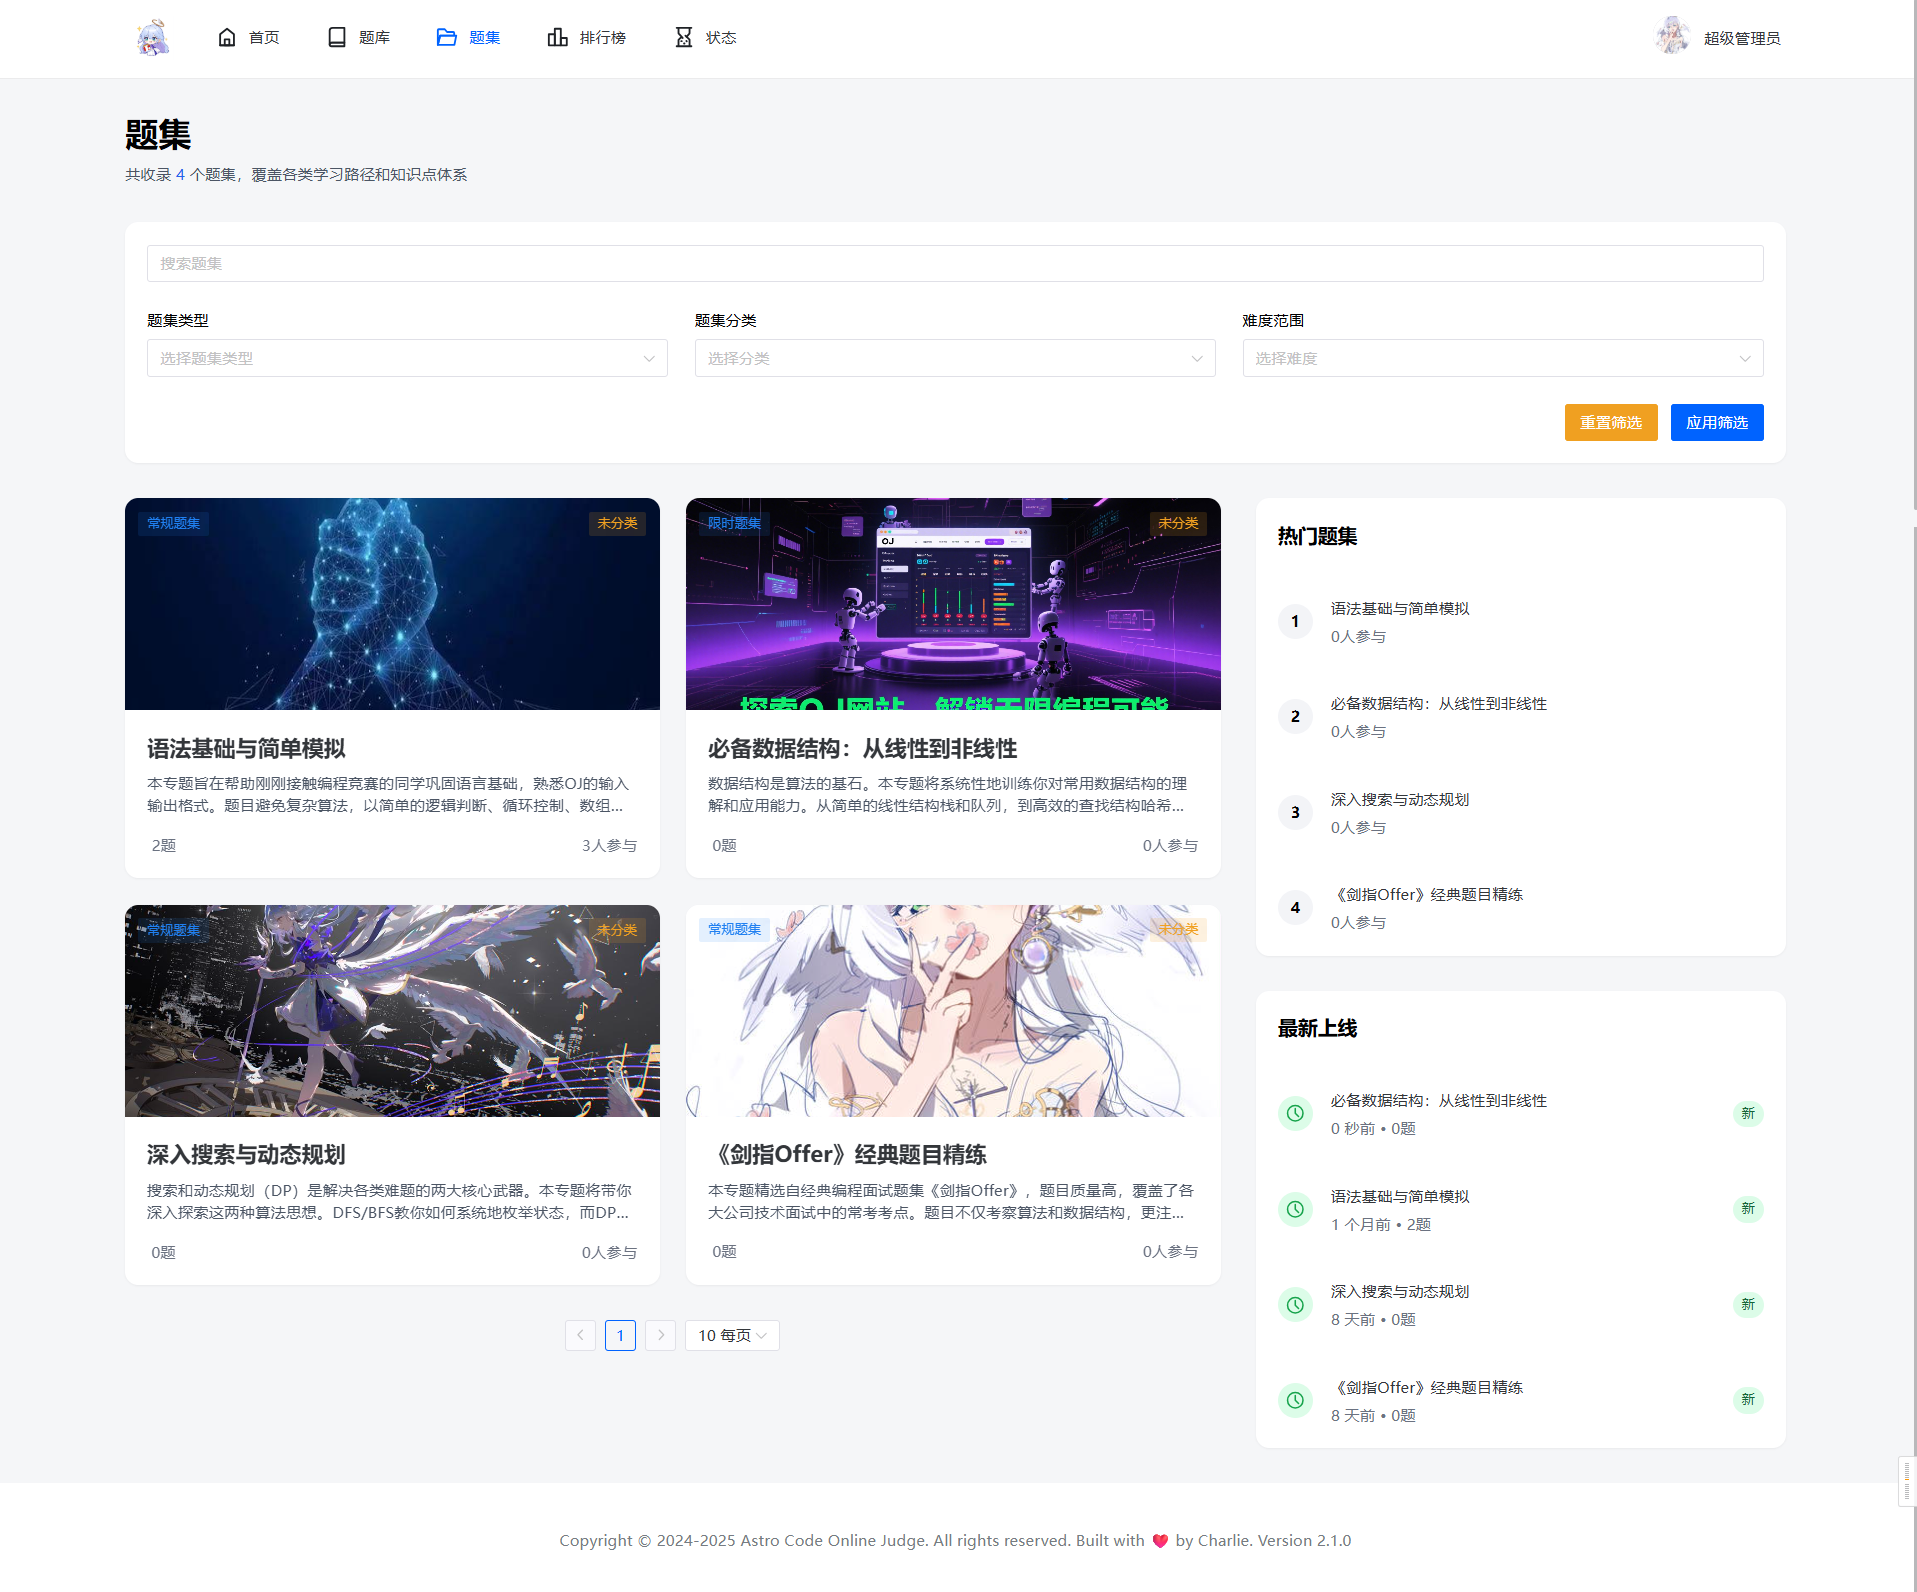 首页
题库
题集
排行榜
状态
超级管理员
题集
共收录 4 个题集，覆盖各类学习路径和知识点体系
搜索题集
题集类型
题集分类
难度范围
选择题集类型
选择分类
选择难度
重置筛选
应用筛选
常规题集
未分类
语法基础与简单模拟
本专题旨在帮助刚刚接触编程竞赛的同学巩固语言基础，熟悉OJ的输入
输出格式。题目避免复杂算法，以简单的逻辑判断、循环控制、数组...
2题
3人参与
限时题集
未分类
OJ
探索OJ网站，解锁无限编程可能
必备数据结构：从线性到非线性
数据结构是算法的基石。本专题将系统性地训练你对常用数据结构的理
解和应用能力。从简单的线性结构栈和队列，到高效的查找结构哈希...
0题
0人参与
常规题集
未分类
深入搜索与动态规划
搜索和动态规划（DP）是解决各类难题的两大核心武器。本专题将带你
深入探索这两种算法思想。DFS/BFS教你如何系统地枚举状态，而DP...
0题
0人参与
常规题集
未分类
《剑指Offer》经典题目精练
本专题精选自经典编程面试题集《剑指Offer》，题目质量高，覆盖了各
大公司技术面试中的常考考点。题目不仅考察算法和数据结构，更注...
0题
0人参与
1
10 每页
热门题集
1
语法基础与简单模拟
0人参与
2
必备数据结构：从线性到非线性
0人参与
3
深入搜索与动态规划
0人参与
4
《剑指Offer》经典题目精练
0人参与
最新上线
必备数据结构：从线性到非线性
0 秒前 • 0题
新
语法基础与简单模拟
1 个月前 • 2题
新
深入搜索与动态规划
8 天前 • 0题
新
《剑指Offer》经典题目精练
8 天前 • 0题
新
Copyright © 2024-2025 Astro Code Online Judge. All rights reserved. Built with ❤️ by Charlie. Version 2.1.0